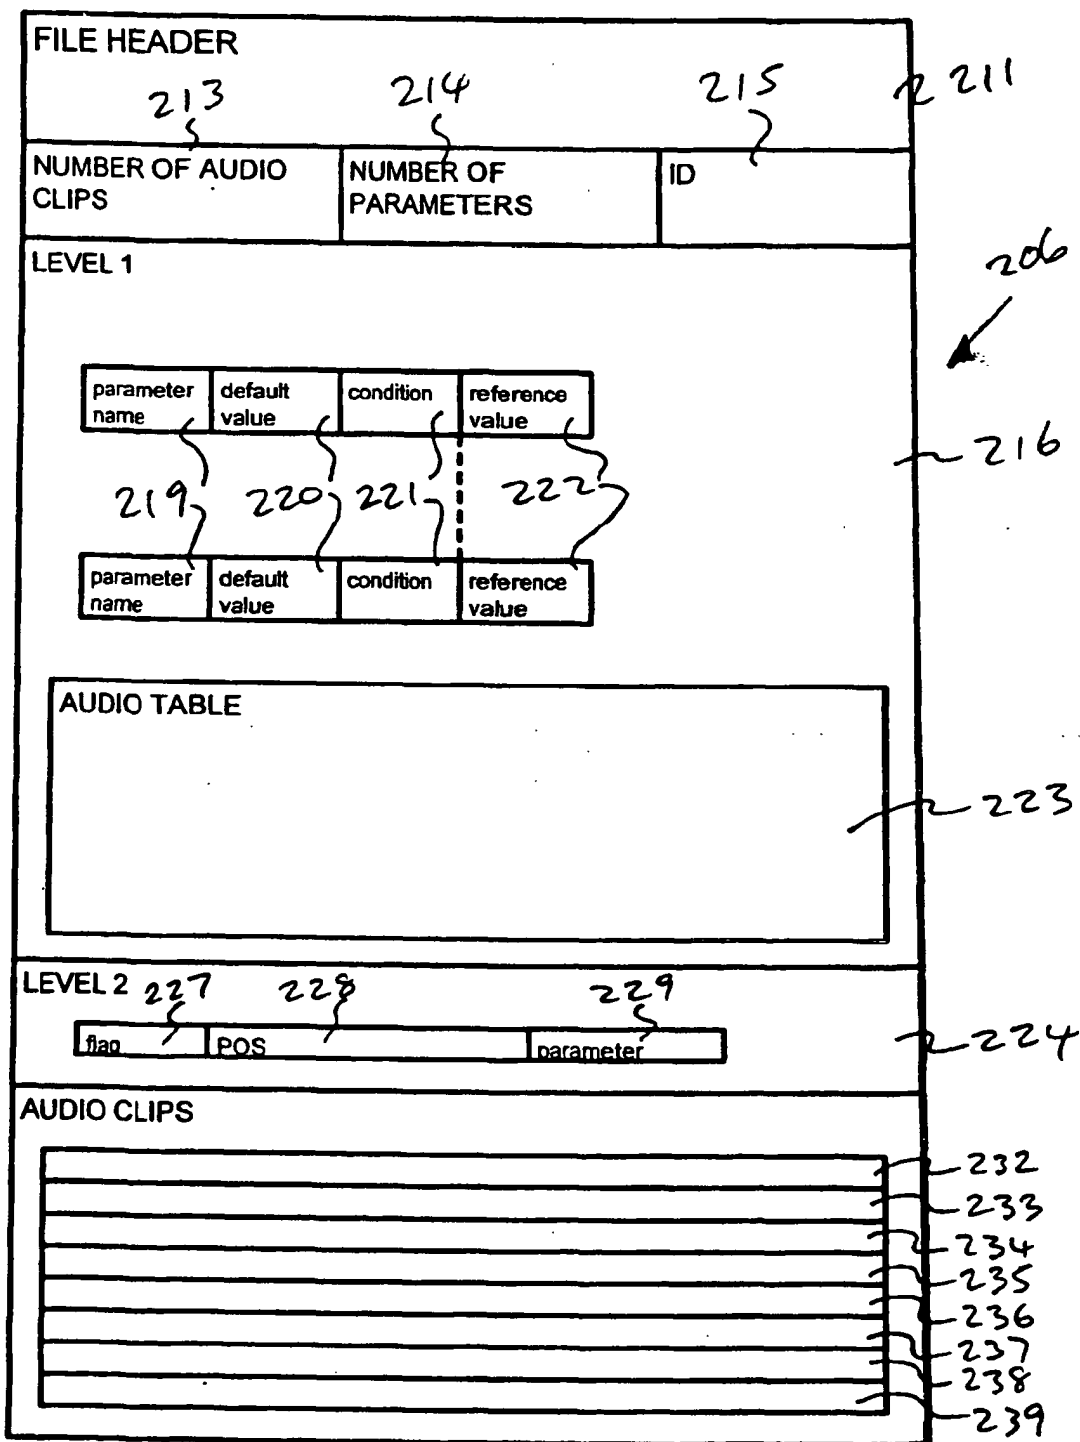 FILE HEADER
213
214
215
211
NUMBER OF AUDIO
CLIPS
NUMBER OF
PARAMETERS
ID
LEVEL 1
206
parameter
name
default
value
condition
reference
value
216
219
220
221
222
parameter
name
default
value
condition
reference
value
AUDIO TABLE
223
LEVEL 2
227
228
229
flag
POS
parameter
224
AUDIO CLIPS
232
233
234
235
236
237
238
239